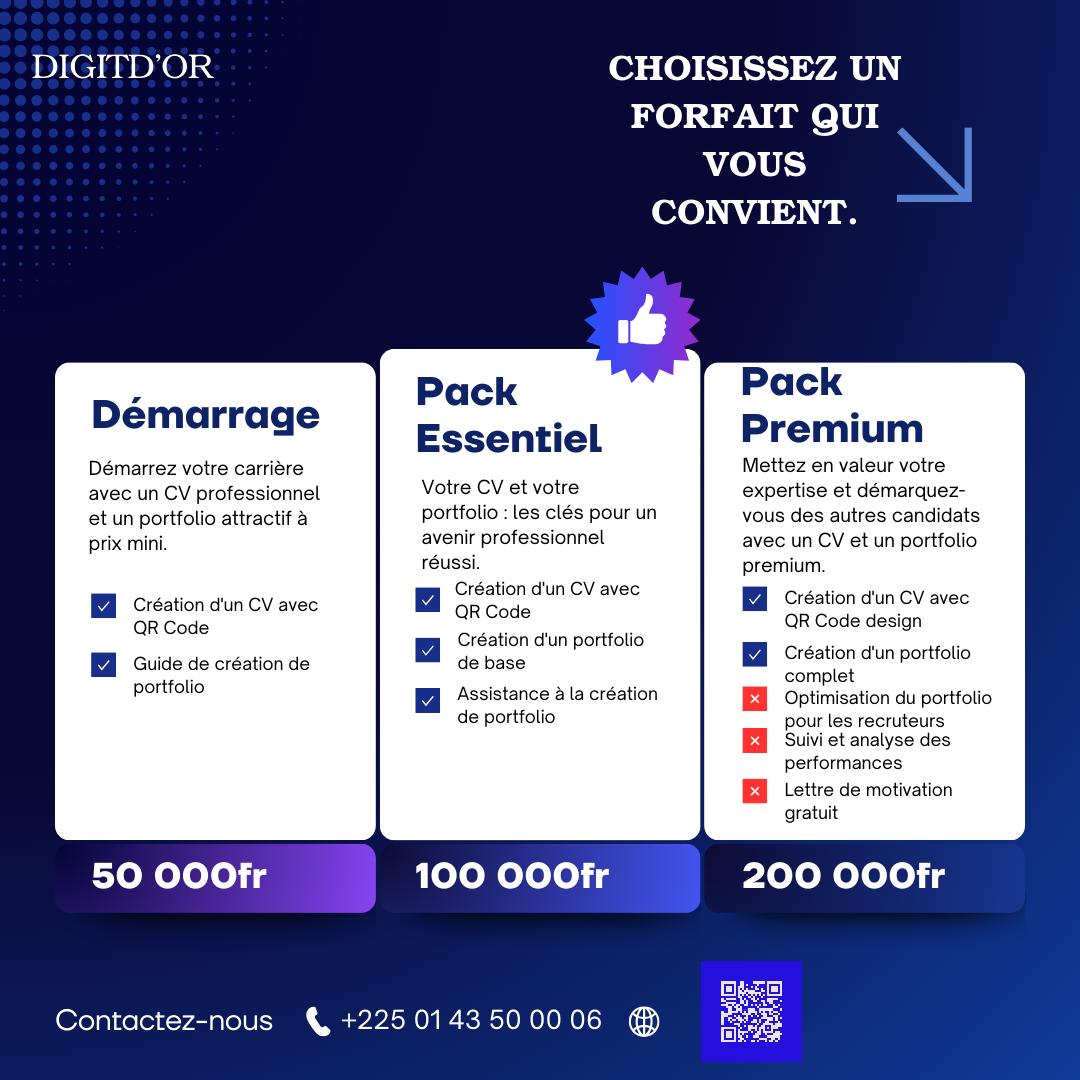 DIGITD'OR
CHOISISSEZ UN
FORFAIT QUI
VOUS
CONVIENT.
Démarrage
Démarrez votre carrière
avec un CV professionnel
et un portfolio attractif à
prix mini.
Création d'un CV avec
QR Code
Guide de création de
portfolio
50 000fr
Pack
Essentiel
Votre CV et votre
portfolio : les clés pour un
avenir professionnel
réussi.
Création d'un CV avec
QR Code
Création d'un portfolio
de base
Assistance à la création
de portfolio
100 000fr
Pack
Premium
Mettez en valeur votre
expertise et démarquez-
vous des autres candidats
avec un CV et un portfolio
premium.
Création d'un CV avec
QR Code design
Création d'un portfolio
complet
Optimisation du portfolio
pour les recruteurs
Suivi et analyse des
performances
Lettre de motivation
gratuit
200 000fr
Contactez-nous +225 01 43 50 00 06